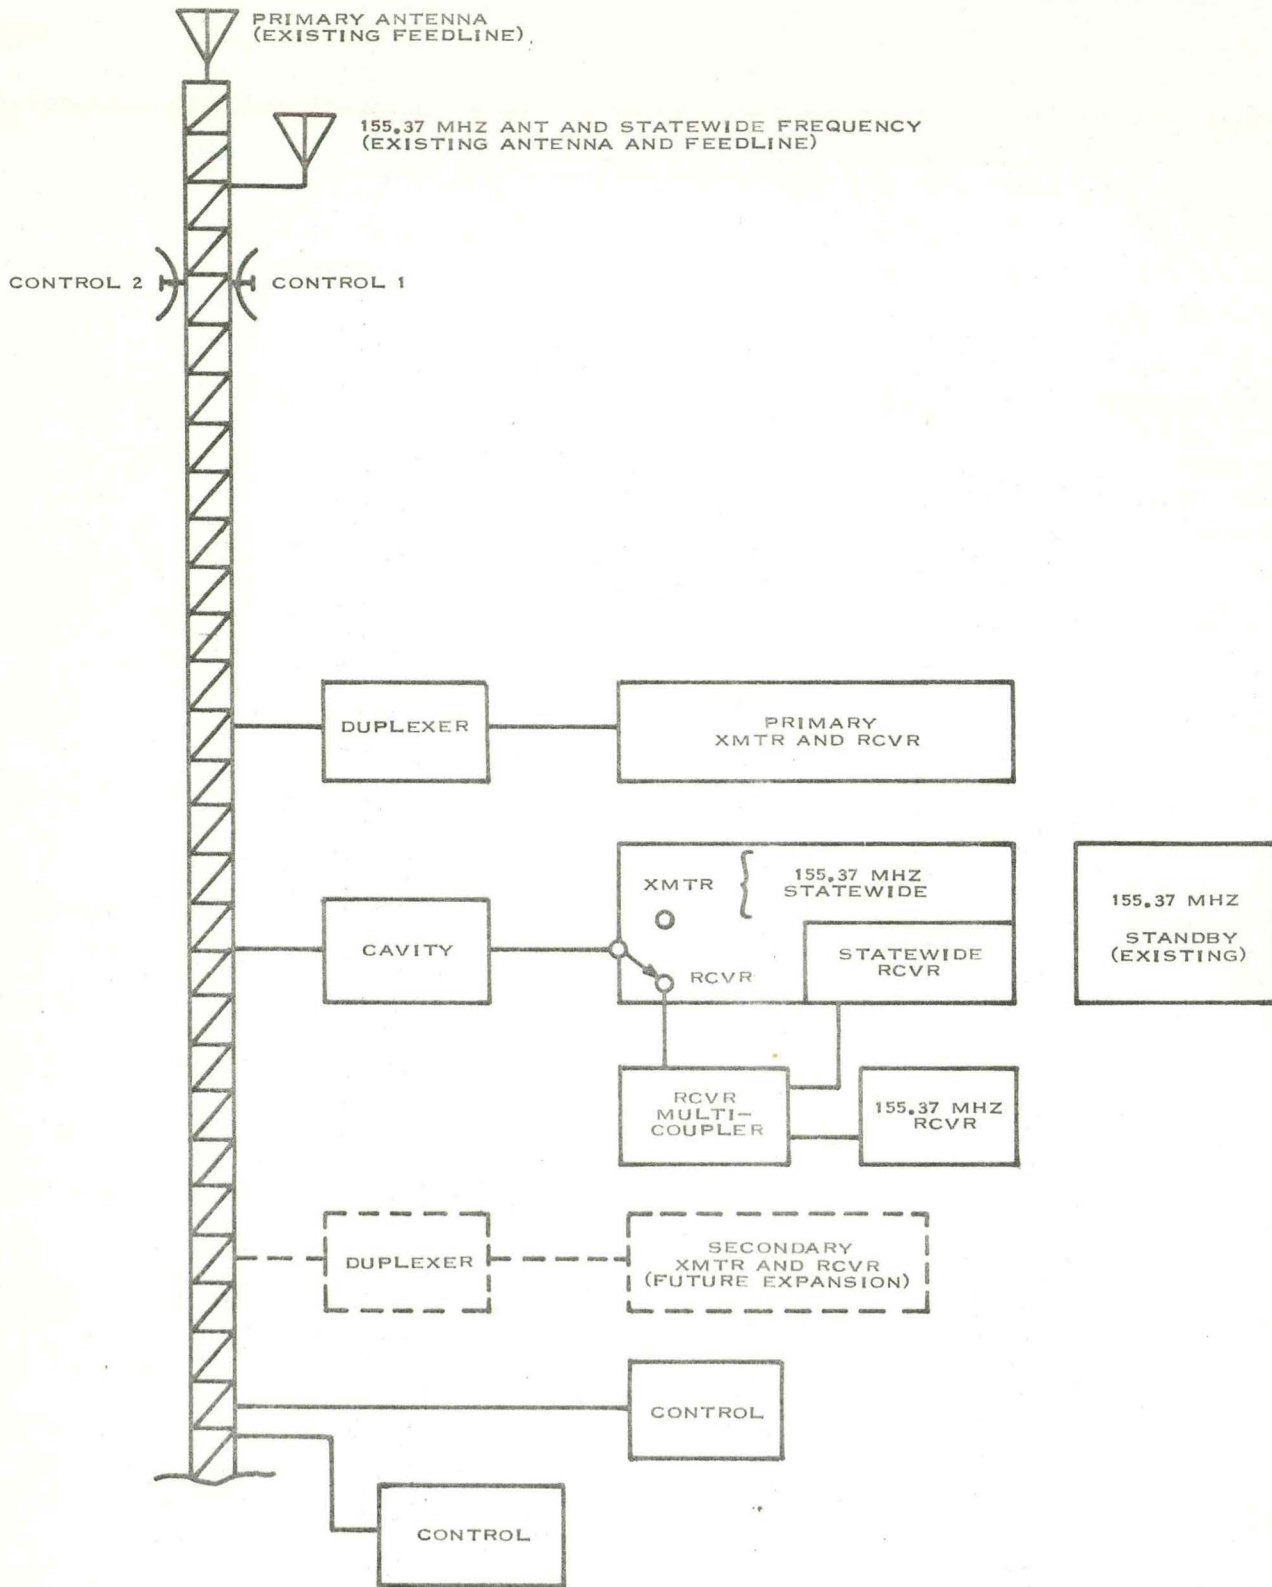 PRIMARY ANTENNA
(EXISTING FEEDLINE)
155.37 MHZ ANT AND STATEWIDE FREQUENCY
(EXISTING ANTENNA AND FEEDLINE)
CONTROL 2
CONTROL 1
DUPLEXER
PRIMARY
XMTR AND RCVR
XMTR
155.37 MHZ
STATEWIDE
155.37 MHZ
STANDBY
(EXISTING)
CAVITY
RCVR
STATEWIDE
RCVR
RCVR
MULTI-
COUPLER
155.37 MHZ
RCVR
DUPLEXER
SECONDARY
XMTR AND RCVR
(FUTURE EXPANSION)
CONTROL
CONTROL